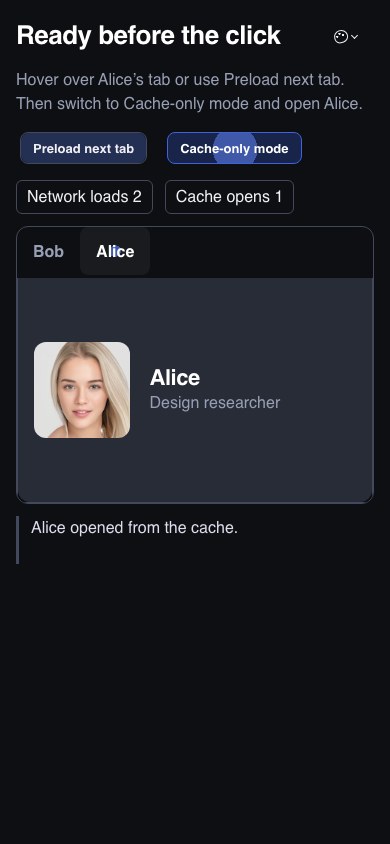 Ready before the click
Hover over Alice’s tab or use Preload next tab.
Then switch to Cache-only mode and open Alice.
Preload next tab
Cache-only mode
Network loads 2
Cache opens 1
Bob
Alice
Alice
Design researcher
Alice opened from the cache.